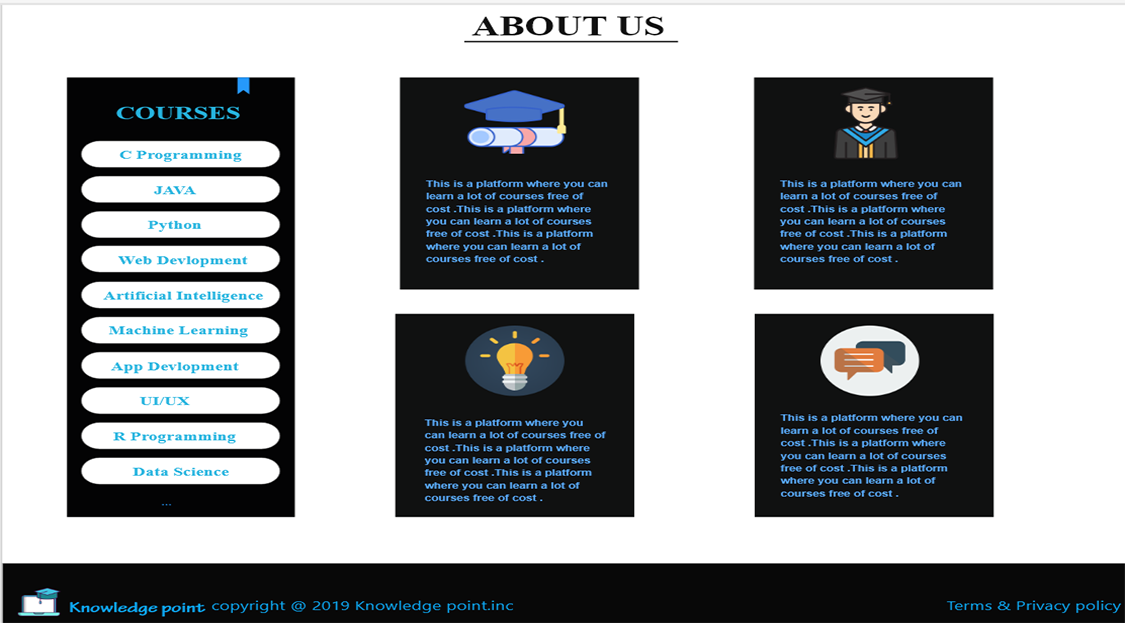 ABOUT US
COURSES
C Programming
JAVA
Python
Web Devlopment
Artificial Intelligence
Machine Learning
App Devlopment
UI/UX
R Programming
Data Science
...
This is a platform where you can
learn a lot of courses free of
cost .This is a platform where
you can learn a lot of courses
free of cost .This is a platform
where you can learn a lot of
courses free of cost .
This is a platform where you can
learn a lot of courses free of
cost .This is a platform where
you can learn a lot of courses
free of cost .This is a platform
where you can learn a lot of
courses free of cost .
This is a platform where you
can learn a lot of courses free of
cost .This is a platform where
you can learn a lot of courses
free of cost .This is a platform
where you can learn a lot of
courses free of cost .
This is a platform where you can
learn a lot of courses free of
cost .This is a platform where
you can learn a lot of courses
free of cost .This is a platform
where you can learn a lot of
courses free of cost .
Knowledge point copyright @ 2019 Knowledge point.inc
Terms & Privacy policy